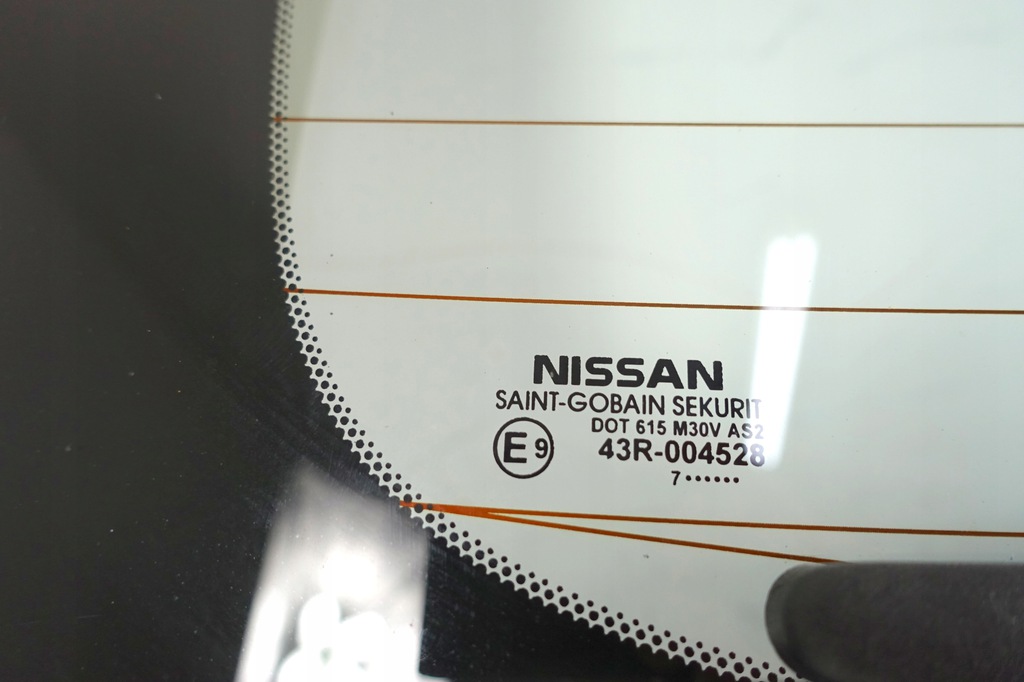 NISSAN
SAINT-GOBAIN SEKURIT
DOT 615 M30V AS2
E9
43R-004528
7••••••